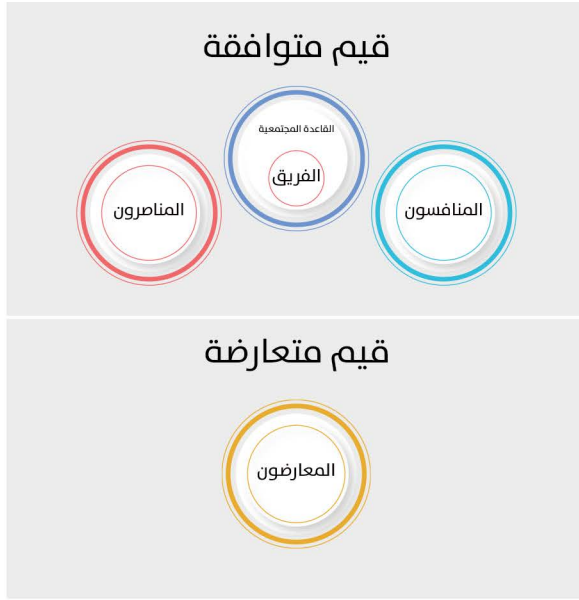 قيم متوافقة
القاعدة المجتمعية
الفريق
المنافسون
المناصرون
قيم متعارضة
المعارضون